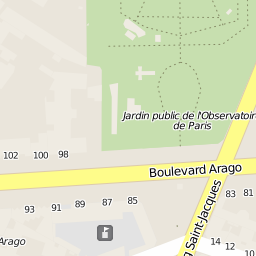 Jardin public de l'Observatoire
de Paris
102 100 98
Boulevard Arago
83 81
93 91 89 87 85
Saint-Jacques
Arago
14 12
10